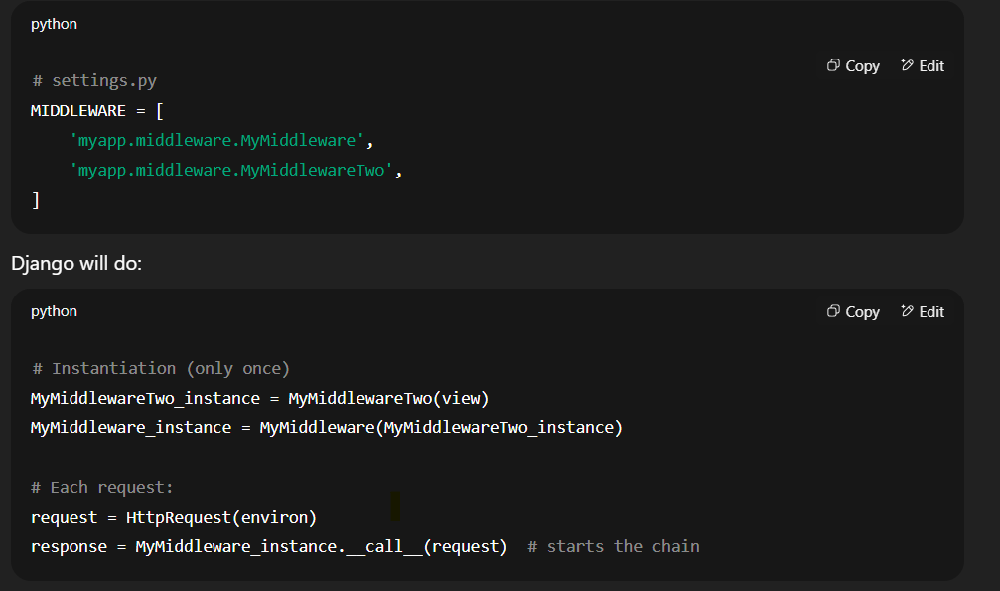 python
Copy Edit
# settings.py
MIDDLEWARE = [
    'myapp.middleware.MyMiddleware',
    'myapp.middleware.MyMiddlewareTwo',
]
Django will do:
python
Copy Edit
# Instantiation (only once)
MyMiddlewareTwo_instance = MyMiddlewareTwo(view)
MyMiddleware_instance = MyMiddleware(MyMiddlewareTwo_instance)
# Each request:
request = HttpRequest(environ)
response = MyMiddleware_instance.__call__(request)  # starts the chain